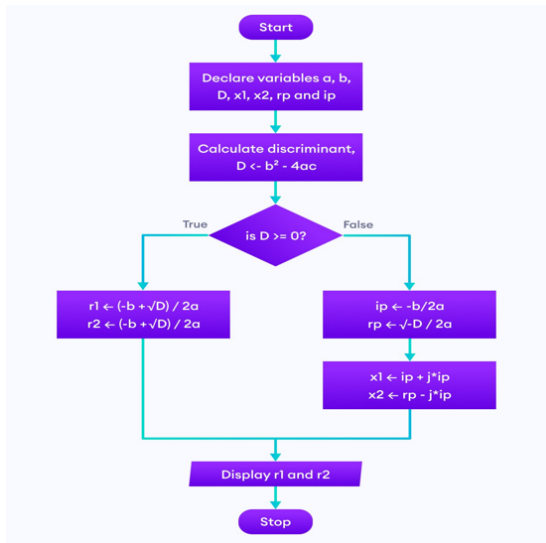 Start
Declare variables a, b,
D, x1, x2, rp and ip
Calculate discriminant,
D <- b² - 4ac
is D >= 0?
True
False
r1 ← (-b + √D) / 2a
r2 ← (-b + √D) / 2a
ip ← -b/2a
rp ← √-D / 2a
x1 ← ip + j*ip
x2 ← rp - j*ip
Display r1 and r2
Stop